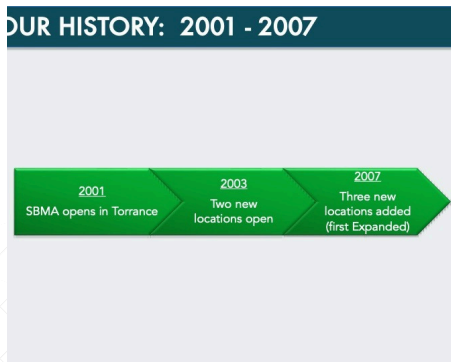 OUR HISTORY: 2001 - 2007
2001
SBMA opens in Torrance
2003
Two new
locations open
2007
Three new
locations added
(first Expanded)